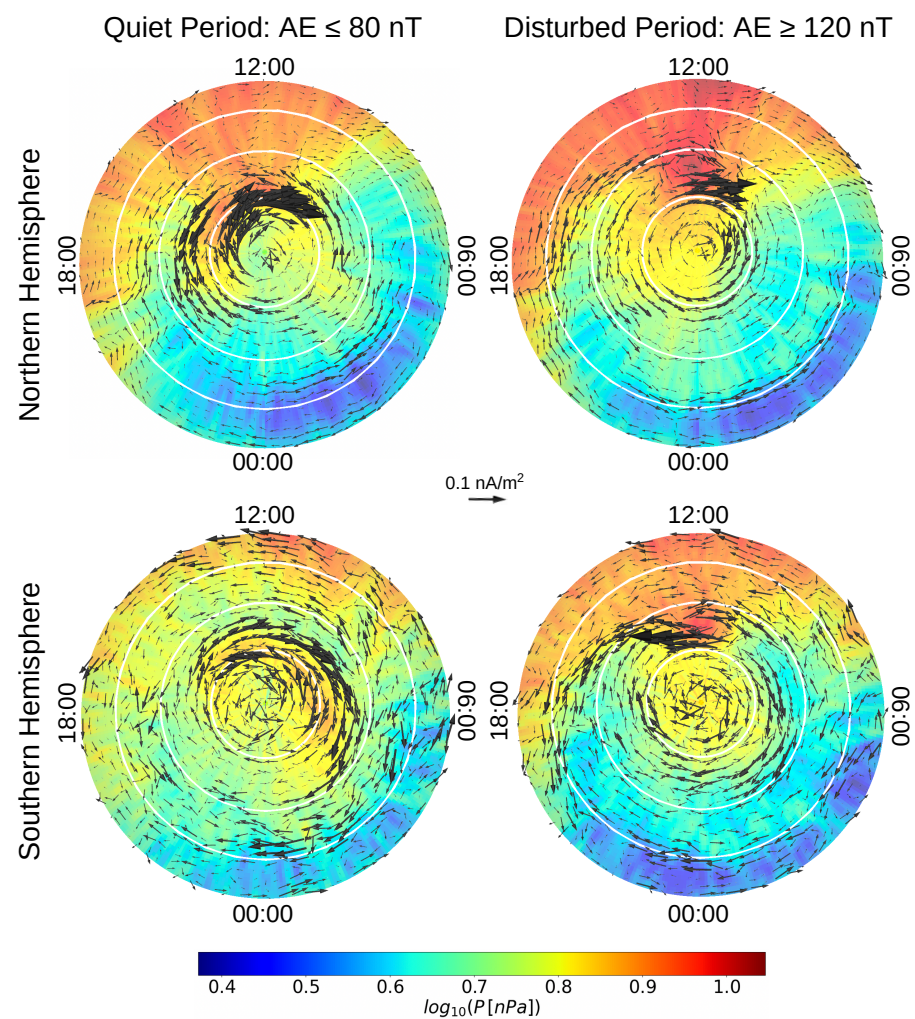 Quiet Period: AE ≤ 80 nT
Disturbed Period: AE ≥ 120 nT
12:00
12:00
Northern Hemisphere
18:00
06:00
18:00
06:00
00:00
00:00
0.1 nA/m²
12:00
12:00
Southern Hemisphere
18:00
06:00
18:00
06:00
00:00
00:00
0.4 0.5 0.6 0.7 0.8 0.9 1.0
log₁₀(P [nPa])